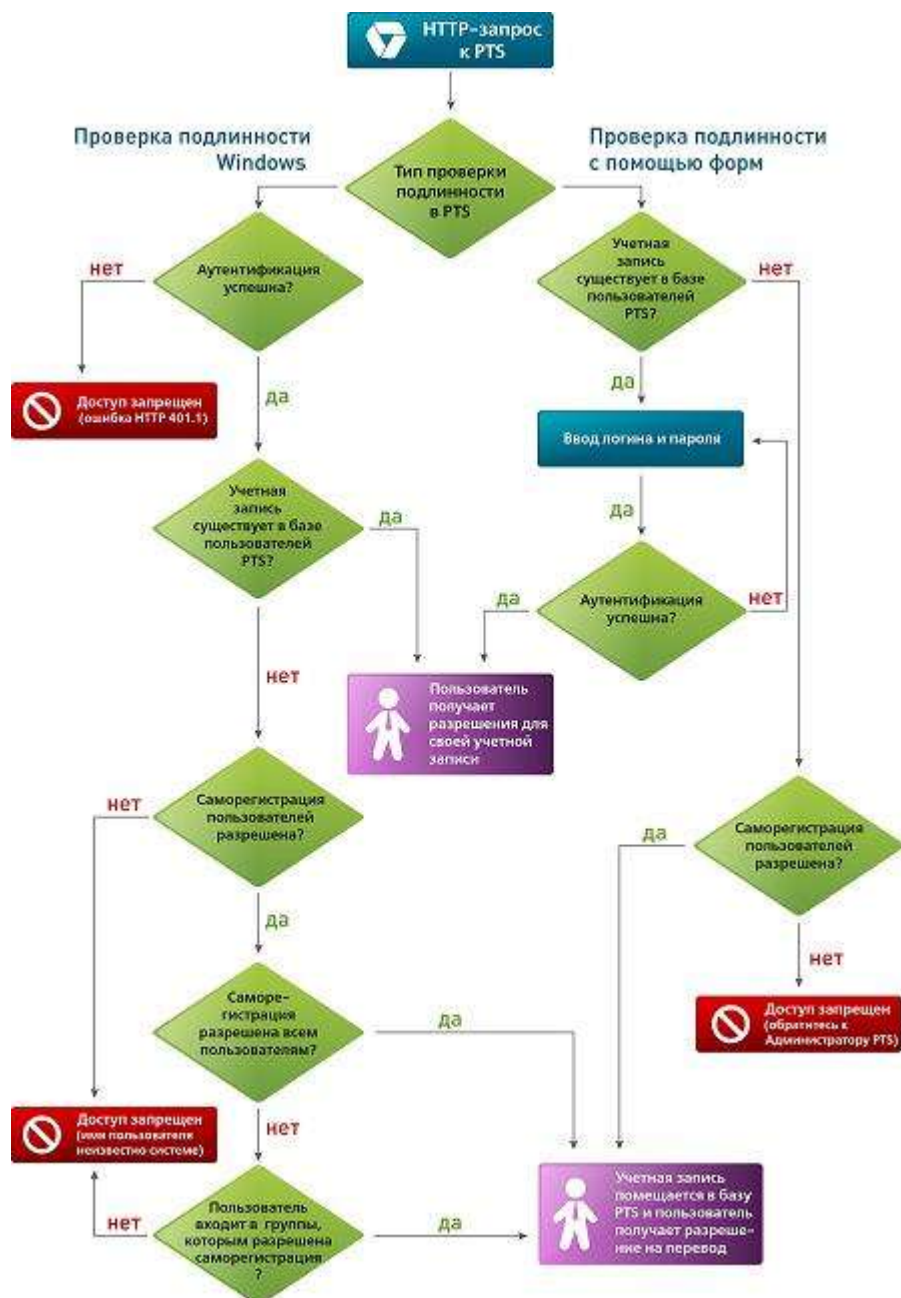 HTTP-запрос
к PTS
Проверка подлинности
Windows
Проверка подлинности
с помощью форм
Тип проверки
подлинности
в PTS
нет
Аутентификация
успешна?
Учетная
запись
существует в базе
пользователей
PTS?
нет
Доступ запрещен
(ошибка HTTP 401.1)
да
да
Ввод логина и пароля
Учетная
запись
существует в базе
пользователей
PTS?
да
да
да
Аутентификация
успешна?
нет
нет
Пользователь
получает
разрешения для
своей учетной
записи
нет
Саморегистрация
пользователей
разрешена?
да
Саморегистрация
пользователей
разрешена?
да
нет
Саморе-
гистрация
разрешена всем
пользователям?
да
Доступ запрещен
(обратитесь к
Администратору PTS)
Доступ запрещен
(имя пользователя
неизвестно системе)
нет
нет
Пользователь
входит в группы,
которым разрешена
саморегистрация
?
да
Учетная запись
помещается в базу
PTS и пользователь
получает разреше-
ние на перевод